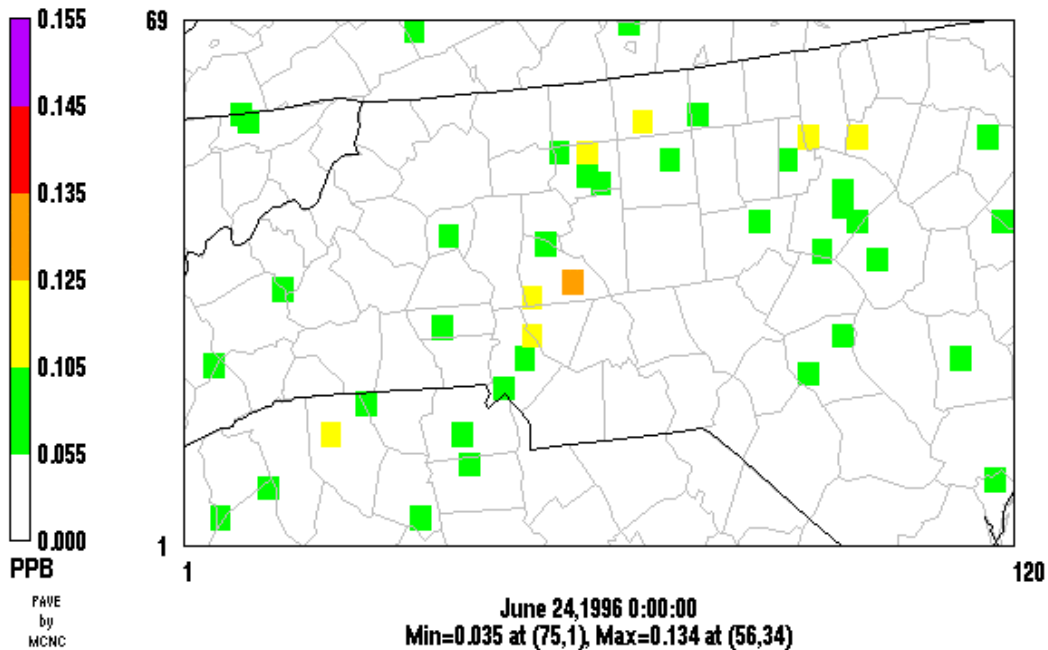 0.155
0.145
0.135
0.125
0.105
0.055
0.000
PPB
PAVE
by
MCNC
69
1
1
120
June 24,1996 0:00:00
Min=0.035 at (75,1), Max=0.134 at (56,34)